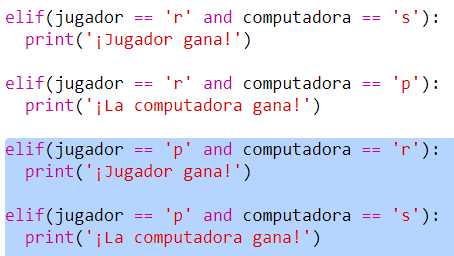 elif(jugador == 'r' and computadora == 's'):
print('¡Jugador gana!')
elif(jugador == 'r' and computadora == 'p'):
print('¡La computadora gana!')
elif(jugador == 'p' and computadora == 'r'):
print('¡Jugador gana!')
elif(jugador == 'p' and computadora == 's'):
print('¡La computadora gana!')